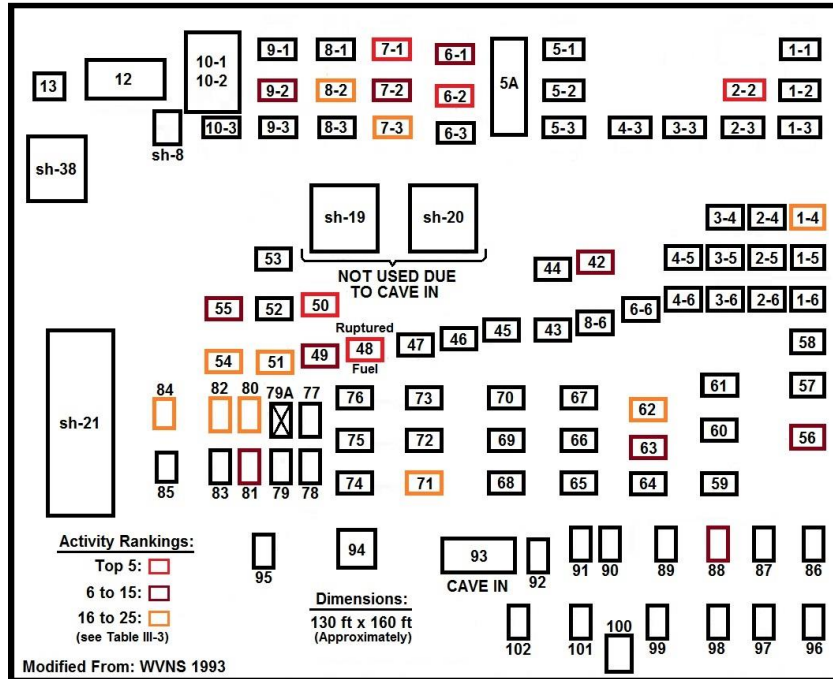 9-1 8-1 7-1 6-1 5-1 1-1
10-1
10-2
13 12 5A
9-2 8-2 7-2 6-2 5-2 2-2 1-2
10-3 9-3 8-3 7-3 6-3 5-3 4-3 3-3 2-3 1-3
sh-8
sh-38
sh-19 sh-20 3-4 2-4 1-4
53 44 42 4-5 3-5 2-5 1-5
NOT USED DUE
TO CAVE IN
55 52 50 4-6 3-6 2-6 1-6
6-6
Ruptured
48 47 46 45 43 8-6 58
Fuel
54 51 49
84 82 80 79A 77 76 73 70 67 62 61 57
sh-21
75 72 69 66 63 60 56
85 83 81 79 78 74 71 68 65 64 59
Activity Rankings:
Top 5:
6 to 15:
16 to 25:
(see Table III-3)
95 94 93 92 91 90 89 88 87 86
CAVE IN
Dimensions:
130 ft x 160 ft
(Approximately)
102 101 100 99 98 97 96
Modified From: WVNS 1993